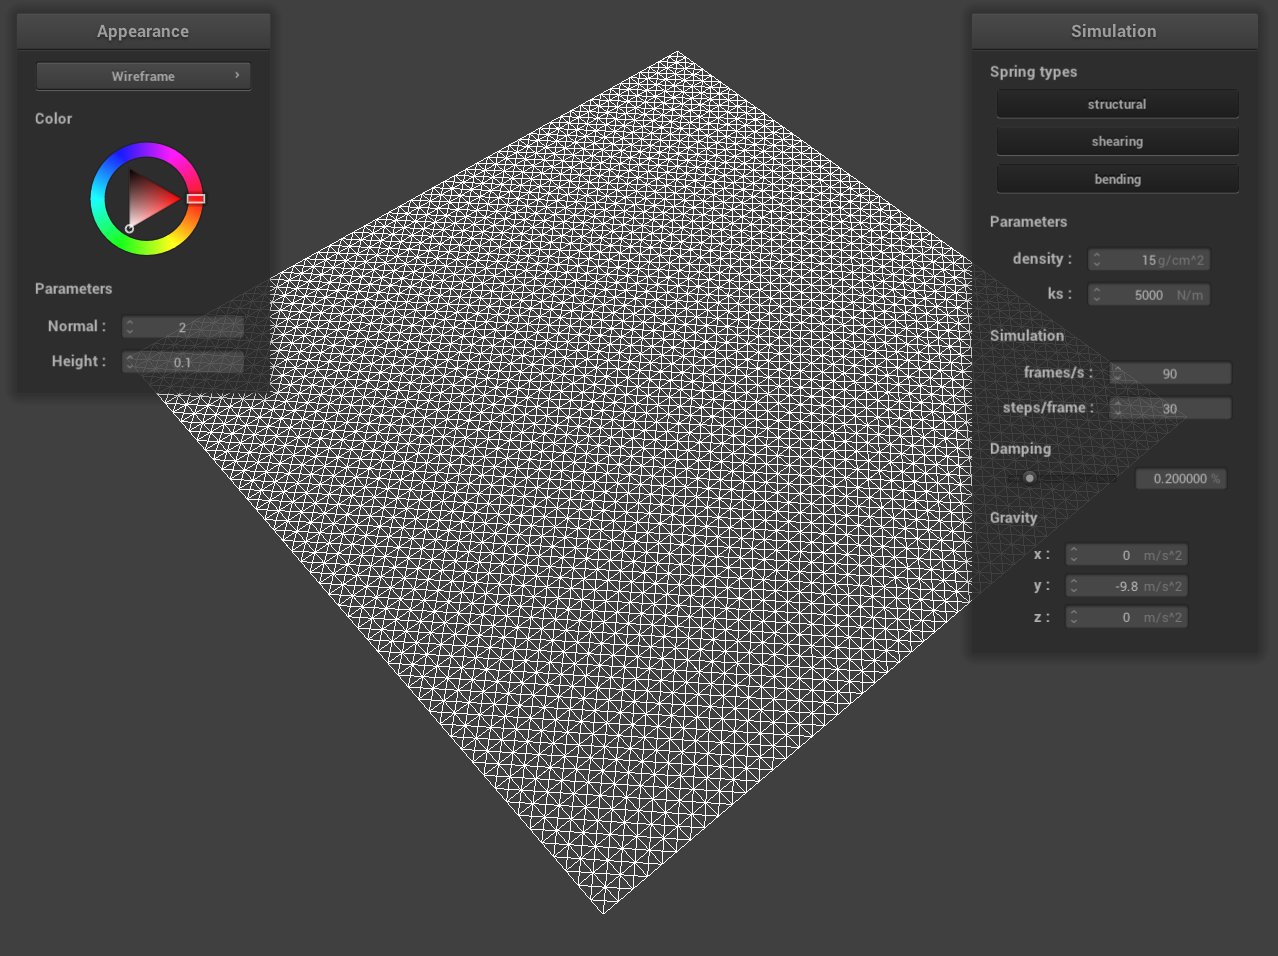 Appearance
Wireframe
Color
Parameters
Normal : 2
Height : 0.1
Simulation
Spring types
structural
shearing
bending
Parameters
density : 15 g/cm^2
ks : 5000 N/m
Simulation
frames/s : 90
steps/frame : 30
Damping
0.200000 %
Gravity
x : 0 m/s^2
y : -9.8 m/s^2
z : 0 m/s^2